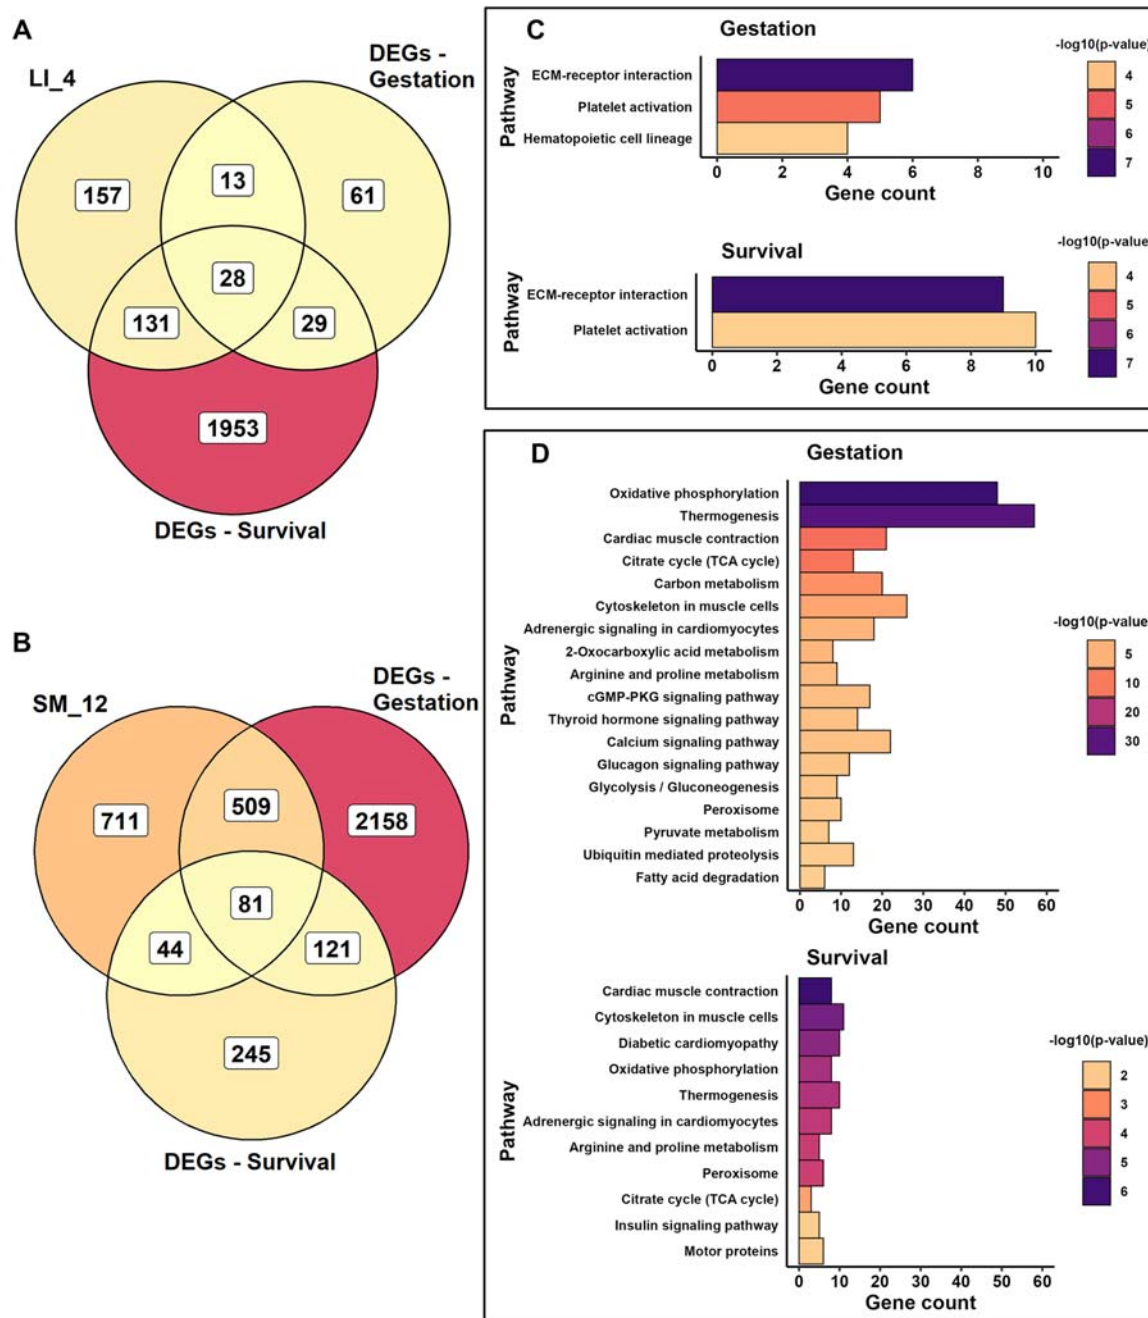 A
LI_4
DEGs -
Gestation
157
13
61
28
131
29
1953
DEGs - Survival
B
SM_12
DEGs -
Gestation
711
509
2158
81
44
121
245
DEGs - Survival
C
Gestation
Pathway
ECM-receptor interaction
Platelet activation
Hematopoietic cell lineage
0 2 4 6 8 10
Gene count
-log10(p-value)
4
5
6
7
Survival
Pathway
ECM-receptor interaction
Platelet activation
0 2 4 6 8 10
Gene count
-log10(p-value)
4
5
6
7
D
Gestation
Pathway
Oxidative phosphorylation
Thermogenesis
Cardiac muscle contraction
Citrate cycle (TCA cycle)
Carbon metabolism
Cytoskeleton in muscle cells
Adrenergic signaling in cardiomyocytes
2-Oxocarboxylic acid metabolism
Arginine and proline metabolism
cGMP-PKG signaling pathway
Thyroid hormone signaling pathway
Calcium signaling pathway
Glucagon signaling pathway
Glycolysis / Gluconeogenesis
Peroxisome
Pyruvate metabolism
Ubiquitin mediated proteolysis
Fatty acid degradation
0 10 20 30 40 50 60
Gene count
-log10(p-value)
5
10
20
30
Survival
Pathway
Cardiac muscle contraction
Cytoskeleton in muscle cells
Diabetic cardiomyopathy
Oxidative phosphorylation
Thermogenesis
Adrenergic signaling in cardiomyocytes
Arginine and proline metabolism
Peroxisome
Citrate cycle (TCA cycle)
Insulin signaling pathway
Motor proteins
0 10 20 30 40 50 60
Gene count
-log10(p-value)
2
3
4
5
6